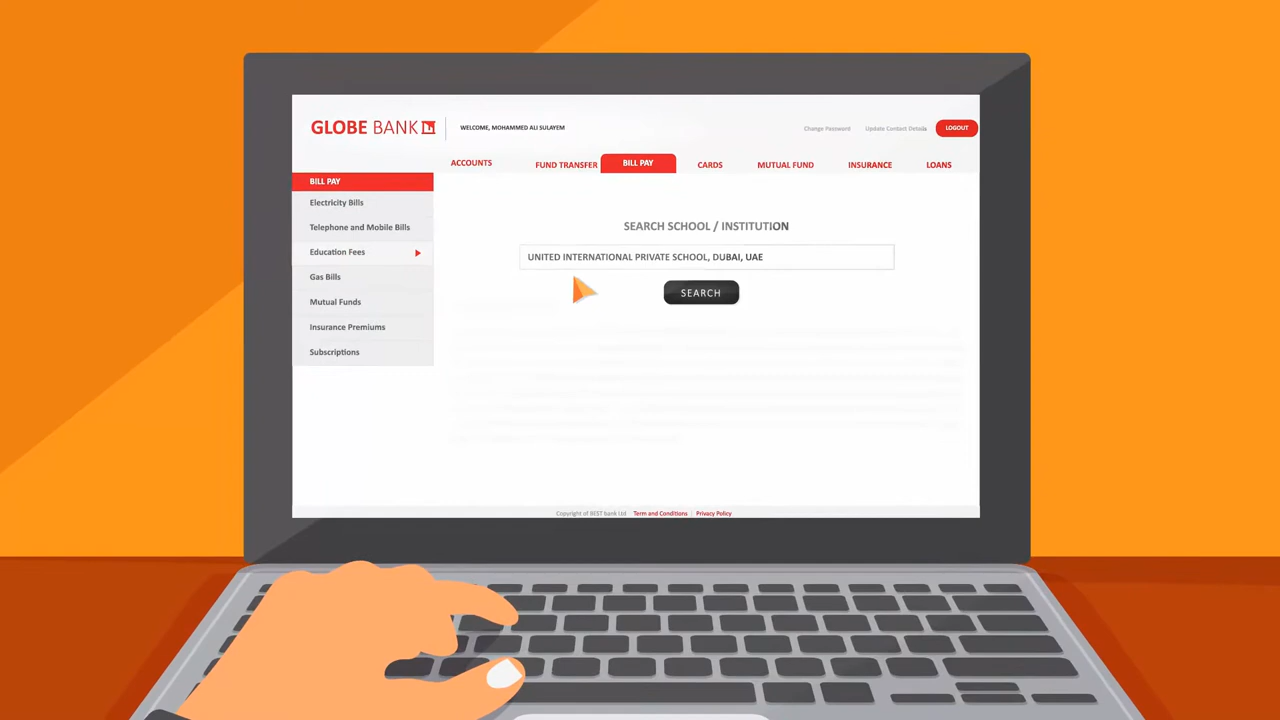 GLOBE BANK
WELCOME, MOHAMMED ALI SULAYEM
Change Password
Update Contact Details
LOGOUT
ACCOUNTS
FUND TRANSFER
BILL PAY
CARDS
MUTUAL FUND
INSURANCE
LOANS
BILL PAY
Electricity Bills
Telephone and Mobile Bills
Education Fees
Gas Bills
Mutual Funds
Insurance Premiums
Subscriptions
SEARCH SCHOOL / INSTITUTION
UNITED INTERNATIONAL PRIVATE SCHOOL, DUBAI, UAE
SEARCH
Copyright of BEST bank Ltd | Term and Conditions | Privacy Policy